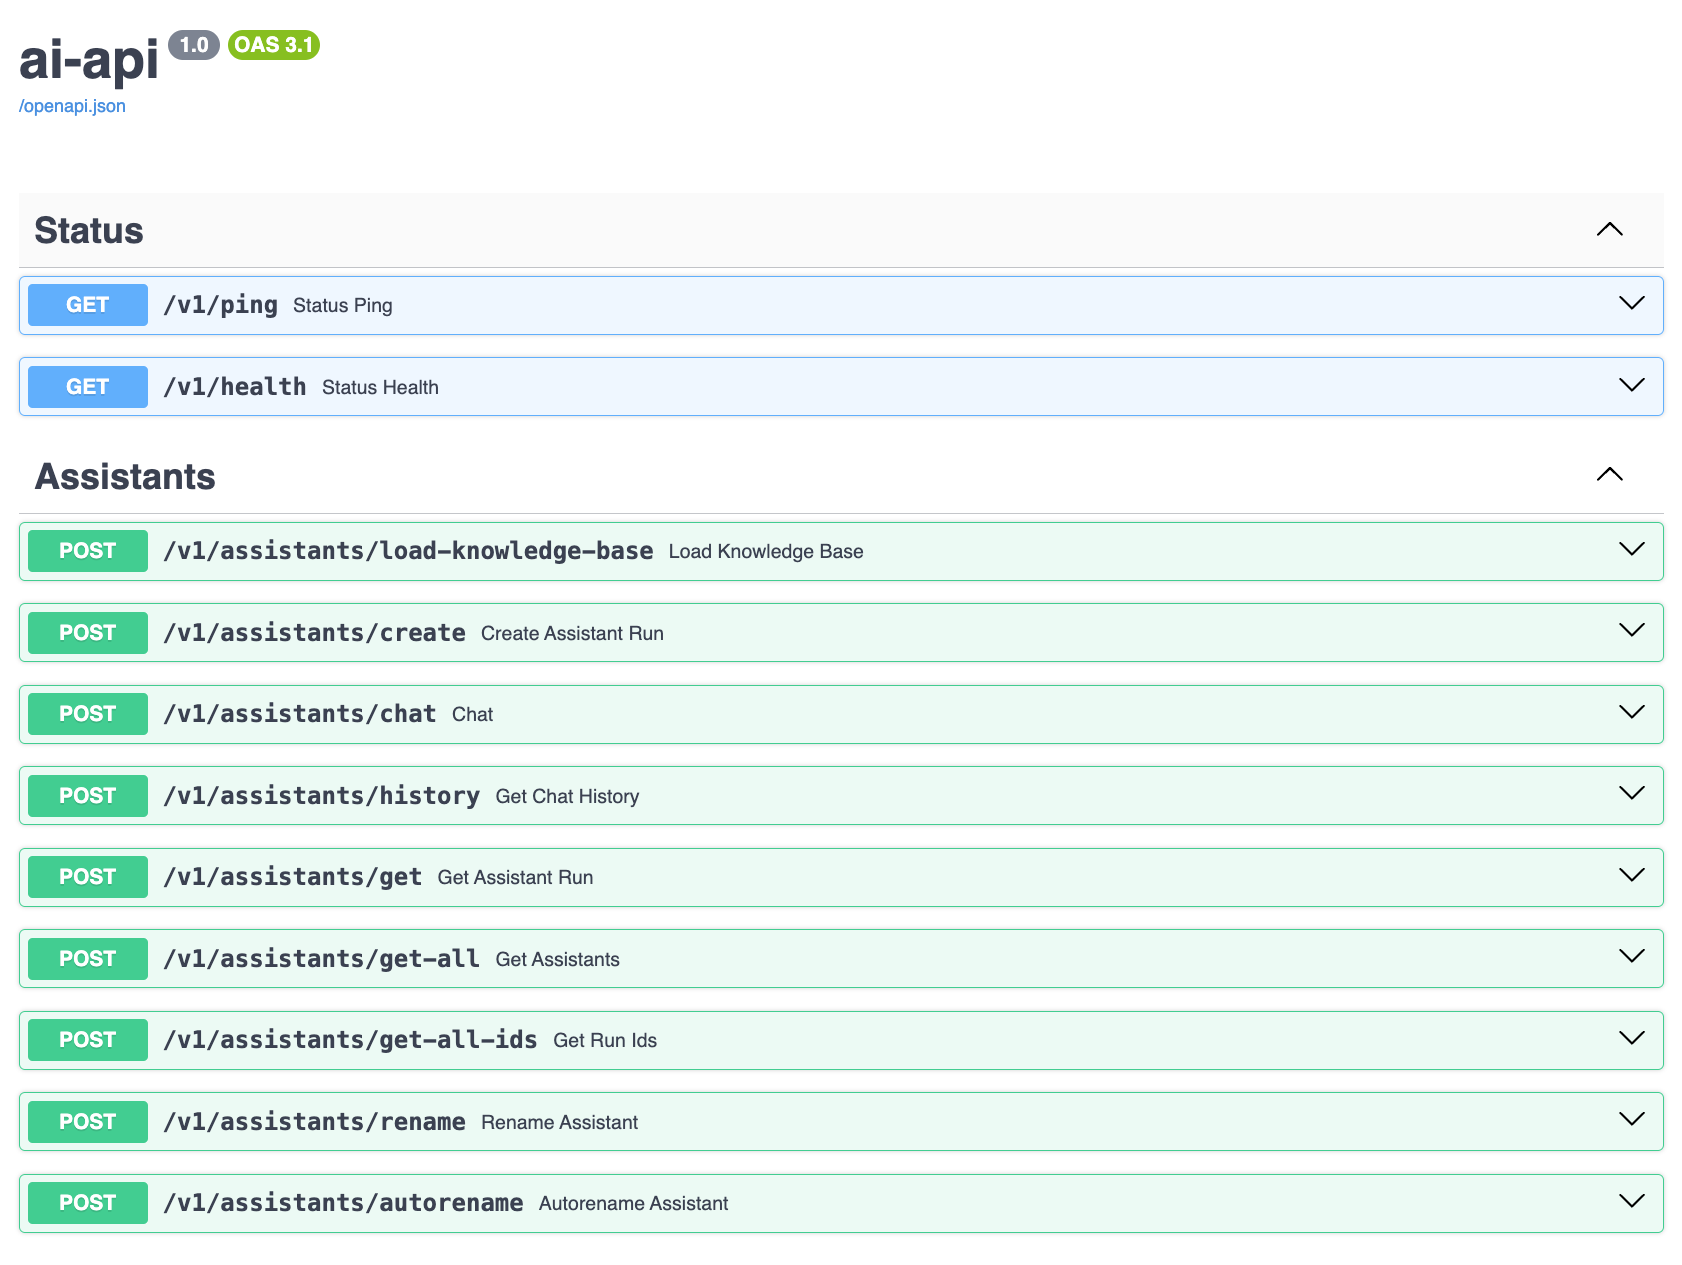 ai-api 1.0 OAS 3.1
/openapi.json
Status
GET /v1/ping Status Ping
GET /v1/health Status Health
Assistants
POST /v1/assistants/load-knowledge-base Load Knowledge Base
POST /v1/assistants/create Create Assistant Run
POST /v1/assistants/chat Chat
POST /v1/assistants/history Get Chat History
POST /v1/assistants/get Get Assistant Run
POST /v1/assistants/get-all Get Assistants
POST /v1/assistants/get-all-ids Get Run Ids
POST /v1/assistants/rename Rename Assistant
POST /v1/assistants/autorename Autorename Assistant